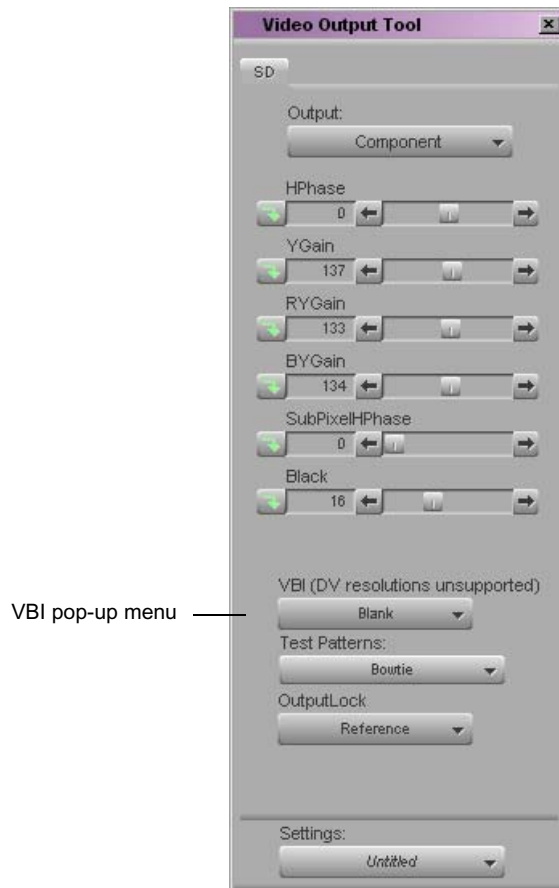 Video Output Tool
SD
Output:
Component
HPhase
0
YGain
137
RYGain
133
BYGain
134
SubPixelHPhase
0
Black
16
VBI (DV resolutions unsupported)
VBI pop-up menu
Blank
Test Patterns:
Bowtie
OutputLock
Reference
Settings:
Untitled